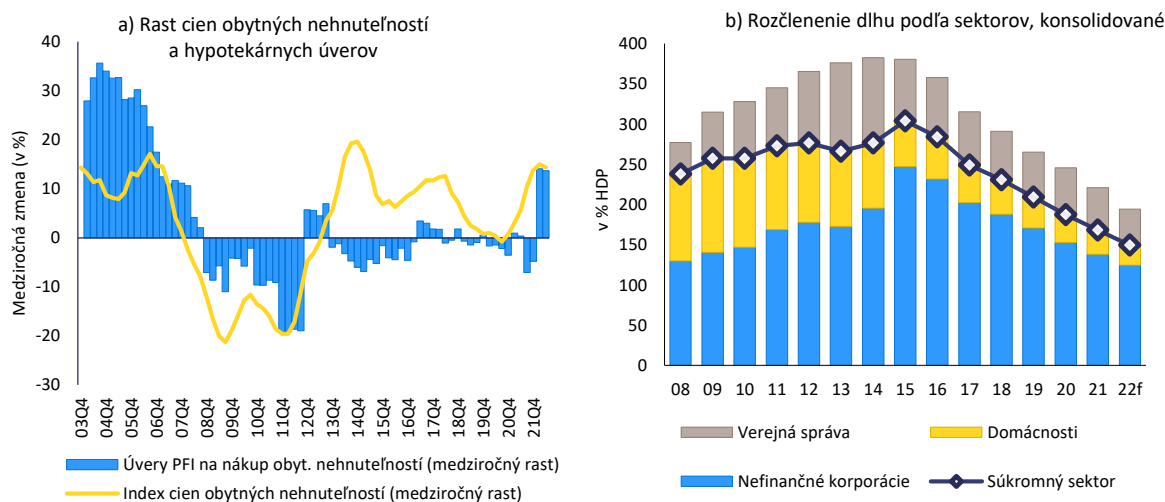 a) Rast cien obytných nehnuteľností
a hypotekárnych úverov
Medziročná zmena (v %)
40
30
20
10
0
-10
-20
-30
03Q4
04Q4
05Q4
06Q4
07Q4
08Q4
09Q4
10Q4
11Q4
12Q4
13Q4
14Q4
15Q4
16Q4
17Q4
18Q4
19Q4
20Q4
21Q4
Úvery PFI na nákup obyt. nehnuteľností (medziročný rast)
Index cien obytných nehnuteľností (medziročný rast)
b) Rozčlenenie dlhu podľa sektorov, konsolidované
v % HDP
400
350
300
250
200
150
100
50
0
08 09 10 11 12 13 14 15 16 17 18 19 20 21 22f
Verejná správa
Domácnosti
Nefinančné korporácie
Súkromný sektor